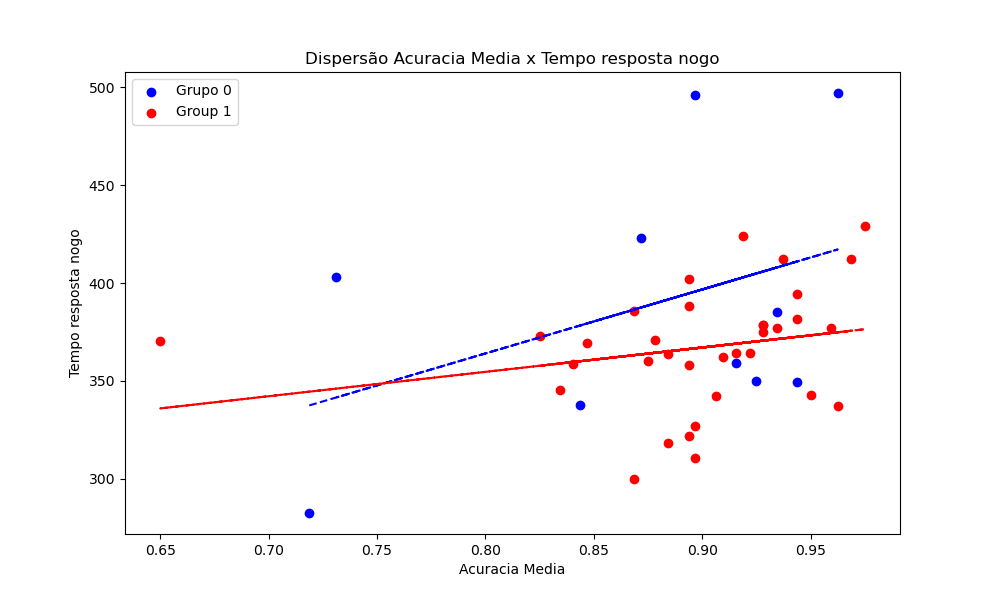 Dispersão Acuracia Media x Tempo resposta nogo
Grupo 0
Group 1
500
450
400
350
300
Tempo resposta nogo
0.65 0.70 0.75 0.80 0.85 0.90 0.95
Acuracia Media